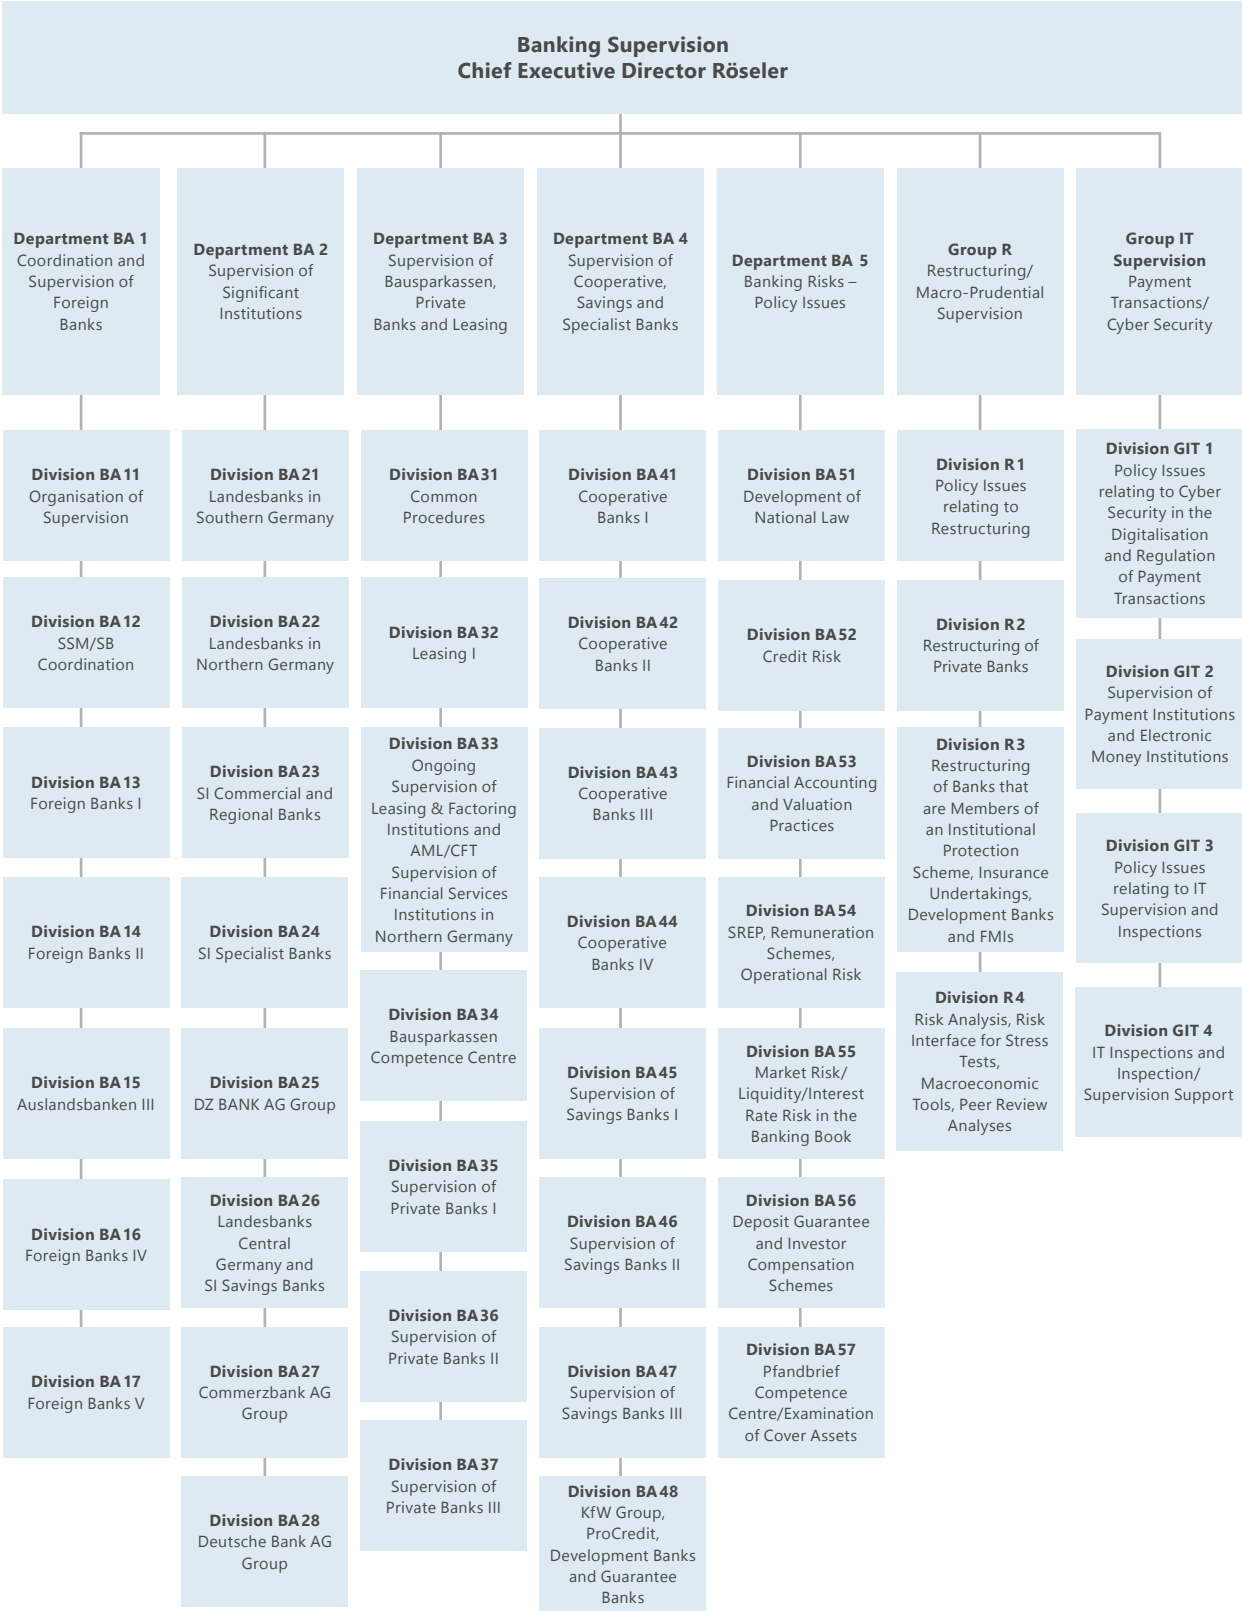 Banking Supervision
Chief Executive Director Röseler
Department BA 1
Coordination and
Supervision of
Foreign
Banks
Department BA 2
Supervision of
Significant
Institutions
Department BA 3
Supervision of
Bausparkassen,
Private
Banks and Leasing
Department BA 4
Supervision of
Cooperative,
Savings and
Specialist Banks
Department BA 5
Banking Risks –
Policy Issues
Group R
Restructuring/
Macro-Prudential
Supervision
Group IT
Supervision
Payment
Transactions/
Cyber Security
Division BA 11
Organisation of
Supervision
Division BA 12
SSM/SB
Coordination
Division BA 13
Foreign Banks I
Division BA 14
Foreign Banks II
Division BA 15
Auslandsbanken III
Division BA 16
Foreign Banks IV
Division BA 17
Foreign Banks V
Division BA 21
Landesbanks in
Southern Germany
Division BA 22
Landesbanks in
Northern Germany
Division BA 23
SI Commercial and
Regional Banks
Division BA 24
SI Specialist Banks
Division BA 25
DZ BANK AG Group
Division BA 26
Landesbanks
Central
Germany and
SI Savings Banks
Division BA 27
Commerzbank AG
Group
Division BA 28
Deutsche Bank AG
Group
Division BA 31
Common
Procedures
Division BA 32
Leasing I
Division BA 33
Ongoing
Supervision of
Leasing & Factoring
Institutions and
AML/CFT
Supervision of
Financial Services
Institutions in
Northern Germany
Division BA 34
Bausparkassen
Competence Centre
Division BA 35
Supervision of
Private Banks I
Division BA 36
Supervision of
Private Banks II
Division BA 37
Supervision of
Private Banks III
Division BA 41
Cooperative
Banks I
Division BA 42
Cooperative
Banks II
Division BA 43
Cooperative
Banks III
Division BA 44
Cooperative
Banks IV
Division BA 45
Supervision of
Savings Banks I
Division BA 46
Supervision of
Savings Banks II
Division BA 47
Supervision of
Savings Banks III
Division BA 48
KfW Group,
ProCredit,
Development Banks
and Guarantee
Banks
Division BA 51
Development of
National Law
Division BA 52
Credit Risk
Division BA 53
Financial Accounting
and Valuation
Practices
Division BA 54
SREP, Remuneration
Schemes,
Operational Risk
Division BA 55
Market Risk/
Liquidity/Interest
Rate Risk in the
Banking Book
Division BA 56
Deposit Guarantee
and Investor
Compensation
Schemes
Division BA 57
Pfandbrief
Competence
Centre/Examination
of Cover Assets
Division R 1
Policy Issues
relating to
Restructuring
Division R 2
Restructuring of
Private Banks
Division R 3
Restructuring
of Banks that
are Members of
an Institutional
Protection
Scheme, Insurance
Undertakings,
Development Banks
and FMIs
Division R 4
Risk Analysis, Risk
Interface for Stress
Tests,
Macroeconomic
Tools, Peer Review
Analyses
Division GIT 1
Policy Issues
relating to Cyber
Security in the
Digitalisation
and Regulation
of Payment
Transactions
Division GIT 2
Supervision of
Payment Institutions
and Electronic
Money Institutions
Division GIT 3
Policy Issues
relating to IT
Supervision and
Inspections
Division GIT 4
IT Inspections and
Inspection/
Supervision Support